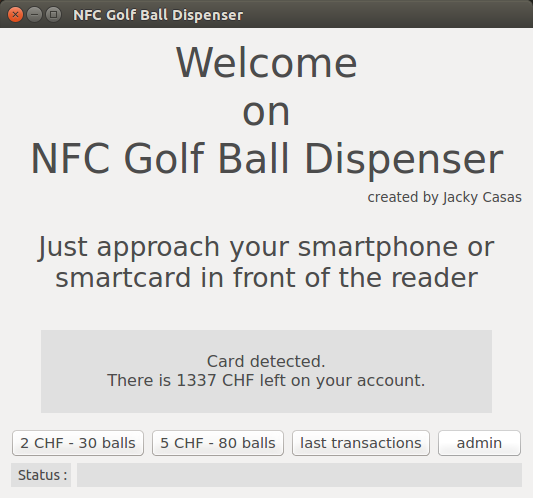 NFC Golf Ball Dispenser
Welcome
on
NFC Golf Ball Dispenser
created by Jacky Casas
Just approach your smartphone or
smartcard in front of the reader
Card detected.
There is 1337 CHF left on your account.
2 CHF - 30 balls 5 CHF - 80 balls last transactions admin
Status :